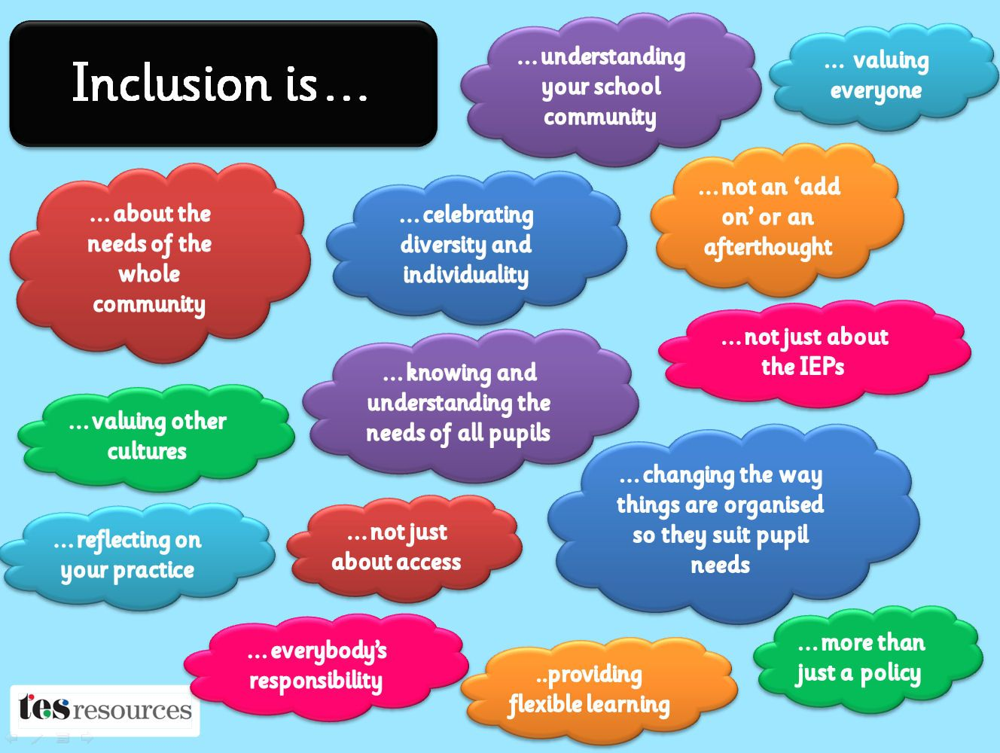 Inclusion is...
...understanding
your school
community
... valuing
everyone
...about the
needs of the
whole
community
...celebrating
diversity and
individuality
...not an ‘add
on’ or an
afterthought
...not just about
the IEPs
...knowing and
understanding the
needs of all pupils
...valuing other
cultures
...changing the way
things are organised
so they suit pupil
needs
...reflecting on
your practice
...not just
about access
...everybody’s
responsibility
..providing
flexible learning
...more than
just a policy
tes resources